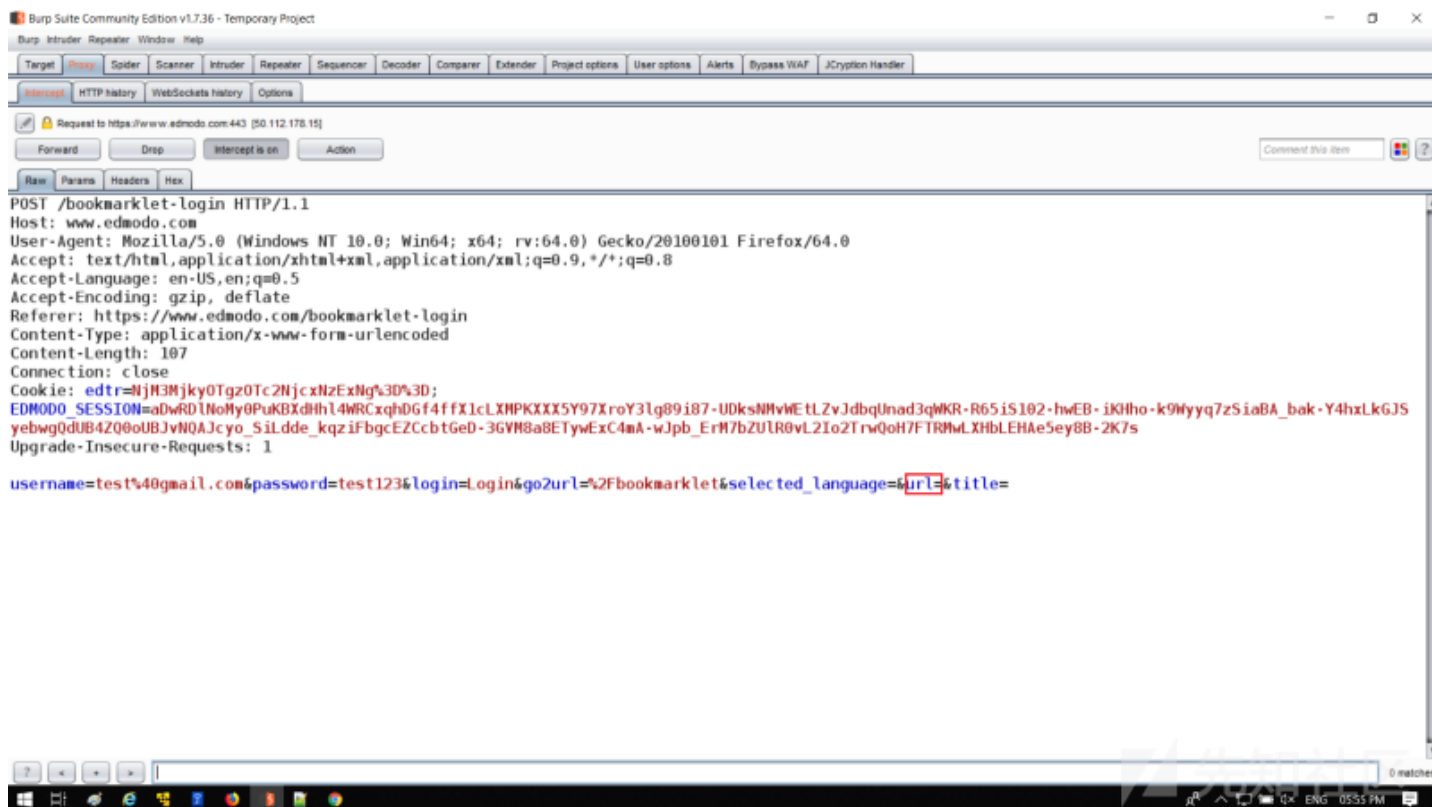 Burp Suite Community Edition v1.7.36 - Temporary Project
Burp Intruder Repeater Window Help
Target Proxy Spider Scanner Intruder Repeater Sequencer Decoder Comparer Extender Project options User options Alerts Bypass WAF JCryption Handler
Intercept HTTP history WebSockets history Options
Request to https://www.edmodo.com:443 [50.112.178.15]
Forward Drop Intercept is on Action Comment this item ?
Raw Params Headers Hex
POST /bookmarklet-login HTTP/1.1
Host: www.edmodo.com
User-Agent: Mozilla/5.0 (Windows NT 10.0; Win64; x64; rv:64.0) Gecko/20100101 Firefox/64.0
Accept: text/html,application/xhtml+xml,application/xml;q=0.9,*/*;q=0.8
Accept-Language: en-US,en;q=0.5
Accept-Encoding: gzip, deflate
Referer: https://www.edmodo.com/bookmarklet-login
Content-Type: application/x-www-form-urlencoded
Content-Length: 107
Connection: close
Cookie: edtr=NjM3MjkyOTgzOTc2NjcxNzExNg%3D%3D;
EDMODO_SESSION=aDwRDlNoMy0PuKBXdHhl4WRCxqhDGf4ffX1cLXMPKXXX5Y97XroY3lg89i87-UDksNMvWEtLZvJdbqUnad3qWKR-R65iS102-hwEB-iKHho-k9Wyyq7zSiaBA_bak-Y4hxLkGJS
yebwgQdUB4ZQ0oUBJvNQAJcyo_SiLdde_kqziFbgcEZCcbtGeD-3GVM8a8ETywExC4mA-wJpb_ErM7bZUlR0vL2Io2TrwQoH7FTRMwLXHbLEHAe5ey8B-2K7s
Upgrade-Insecure-Requests: 1
username=test%40gmail.com&password=test123&login=Login&go2url=%2Fbookmarklet&selected_language=&url=&title=
? < + > 0 matches
先知社区
ENG 05:55 PM